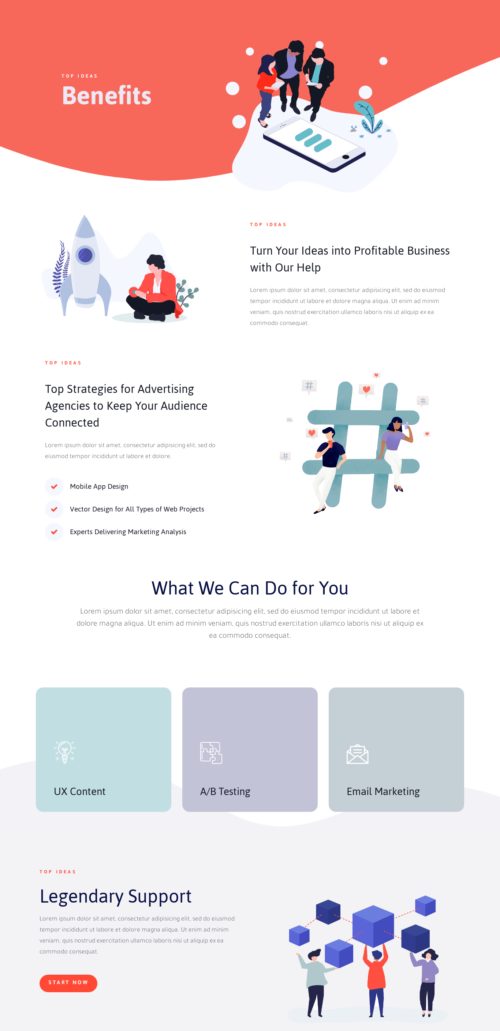 TOP IDEAS
Benefits
TOP IDEAS
Turn Your Ideas into Profitable Business
with Our Help
Lorem ipsum dolor sit amet, consectetur adipiscing elit, sed do eiusmod
tempor incididunt ut labore et dolore magna aliqua. Ut enim ad minim
veniam, quis nostrud exercitation ullamco laboris nisi ut aliquip ex ea
commodo consequat.
TOP IDEAS
Top Strategies for Advertising
Agencies to Keep Your Audience
Connected
Lorem ipsum dolor sit amet, consectetur adipiscing elit, sed do
eiusmod tempor incididunt ut labore et dolore.
Mobile App Design
Vector Design for All Types of Web Projects
Experts Delivering Marketing Analysis
#
#
#
#
What We Can Do for You
Lorem ipsum dolor sit amet, consectetur adipiscing elit, sed do eiusmod tempor incididunt ut labore et
dolore magna aliqua. Ut enim ad minim veniam, quis nostrud exercitation ullamco laboris nisi ut aliquip ex
ea commodo consequat.
UX Content
A/B Testing
Email Marketing
TOP IDEAS
Legendary Support
Lorem ipsum dolor sit amet, consectetur adipiscing elit, sed do
eiusmod tempor incididunt ut labore et dolore magna aliqua. Ut
enim ad minim veniam, quis nostrud exercitation ullamco laboris
nisi ut aliquip ex ea commodo consequat.
START NOW